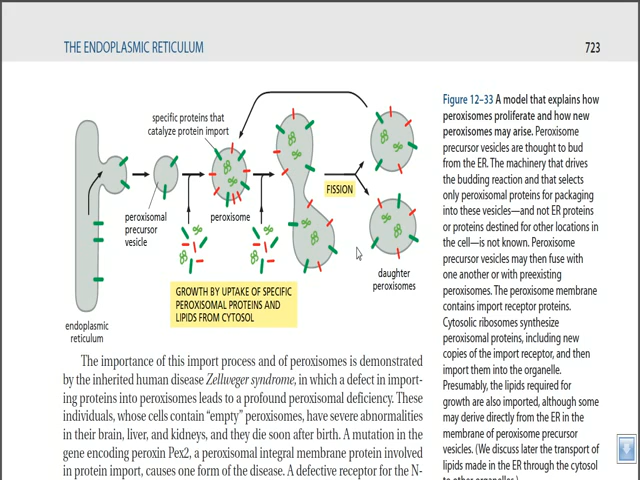 THE ENDOPLASMIC RETICULUM
723
specific proteins that
catalyze protein import
peroxisomal
precursor
vesicle
peroxisome
FISSION
daughter
peroxisomes
GROWTH BY UPTAKE OF SPECIFIC
PEROXISOMAL PROTEINS AND
LIPIDS FROM CYTOSOL
endoplasmic
reticulum
Figure 12–33 A model that explains how
peroxisomes proliferate and how new
peroxisomes may arise. Peroxisome
precursor vesicles are thought to bud
from the ER. The machinery that drives
the budding reaction and that selects
only peroxisomal proteins for packaging
into these vesicles—and not ER proteins
or proteins destined for other locations in
the cell—is not known. Peroxisome
precursor vesicles may then fuse with
one another or with preexisting
peroxisomes. The peroxisome membrane
contains import receptor proteins.
Cytosolic ribosomes synthesize
peroxisomal proteins, including new
copies of the import receptor, and then
import them into the organelle.
Presumably, the lipids required for
growth are also imported, although some
may derive directly from the ER in the
membrane of peroxisome precursor
vesicles. (We discuss later the transport of
lipids made in the ER through the cytosol
to other organelles.)
The importance of this import process and of peroxisomes is demonstrated
by the inherited human disease Zellweger syndrome, in which a defect in import-
ing proteins into peroxisomes leads to a profound peroxisomal deficiency. These
individuals, whose cells contain “empty” peroxisomes, have severe abnormalities
in their brain, liver, and kidneys, and they die soon after birth. A mutation in the
gene encoding peroxin Pex2, a peroxisomal integral membrane protein involved
in protein import, causes one form of the disease. A defective receptor for the N-